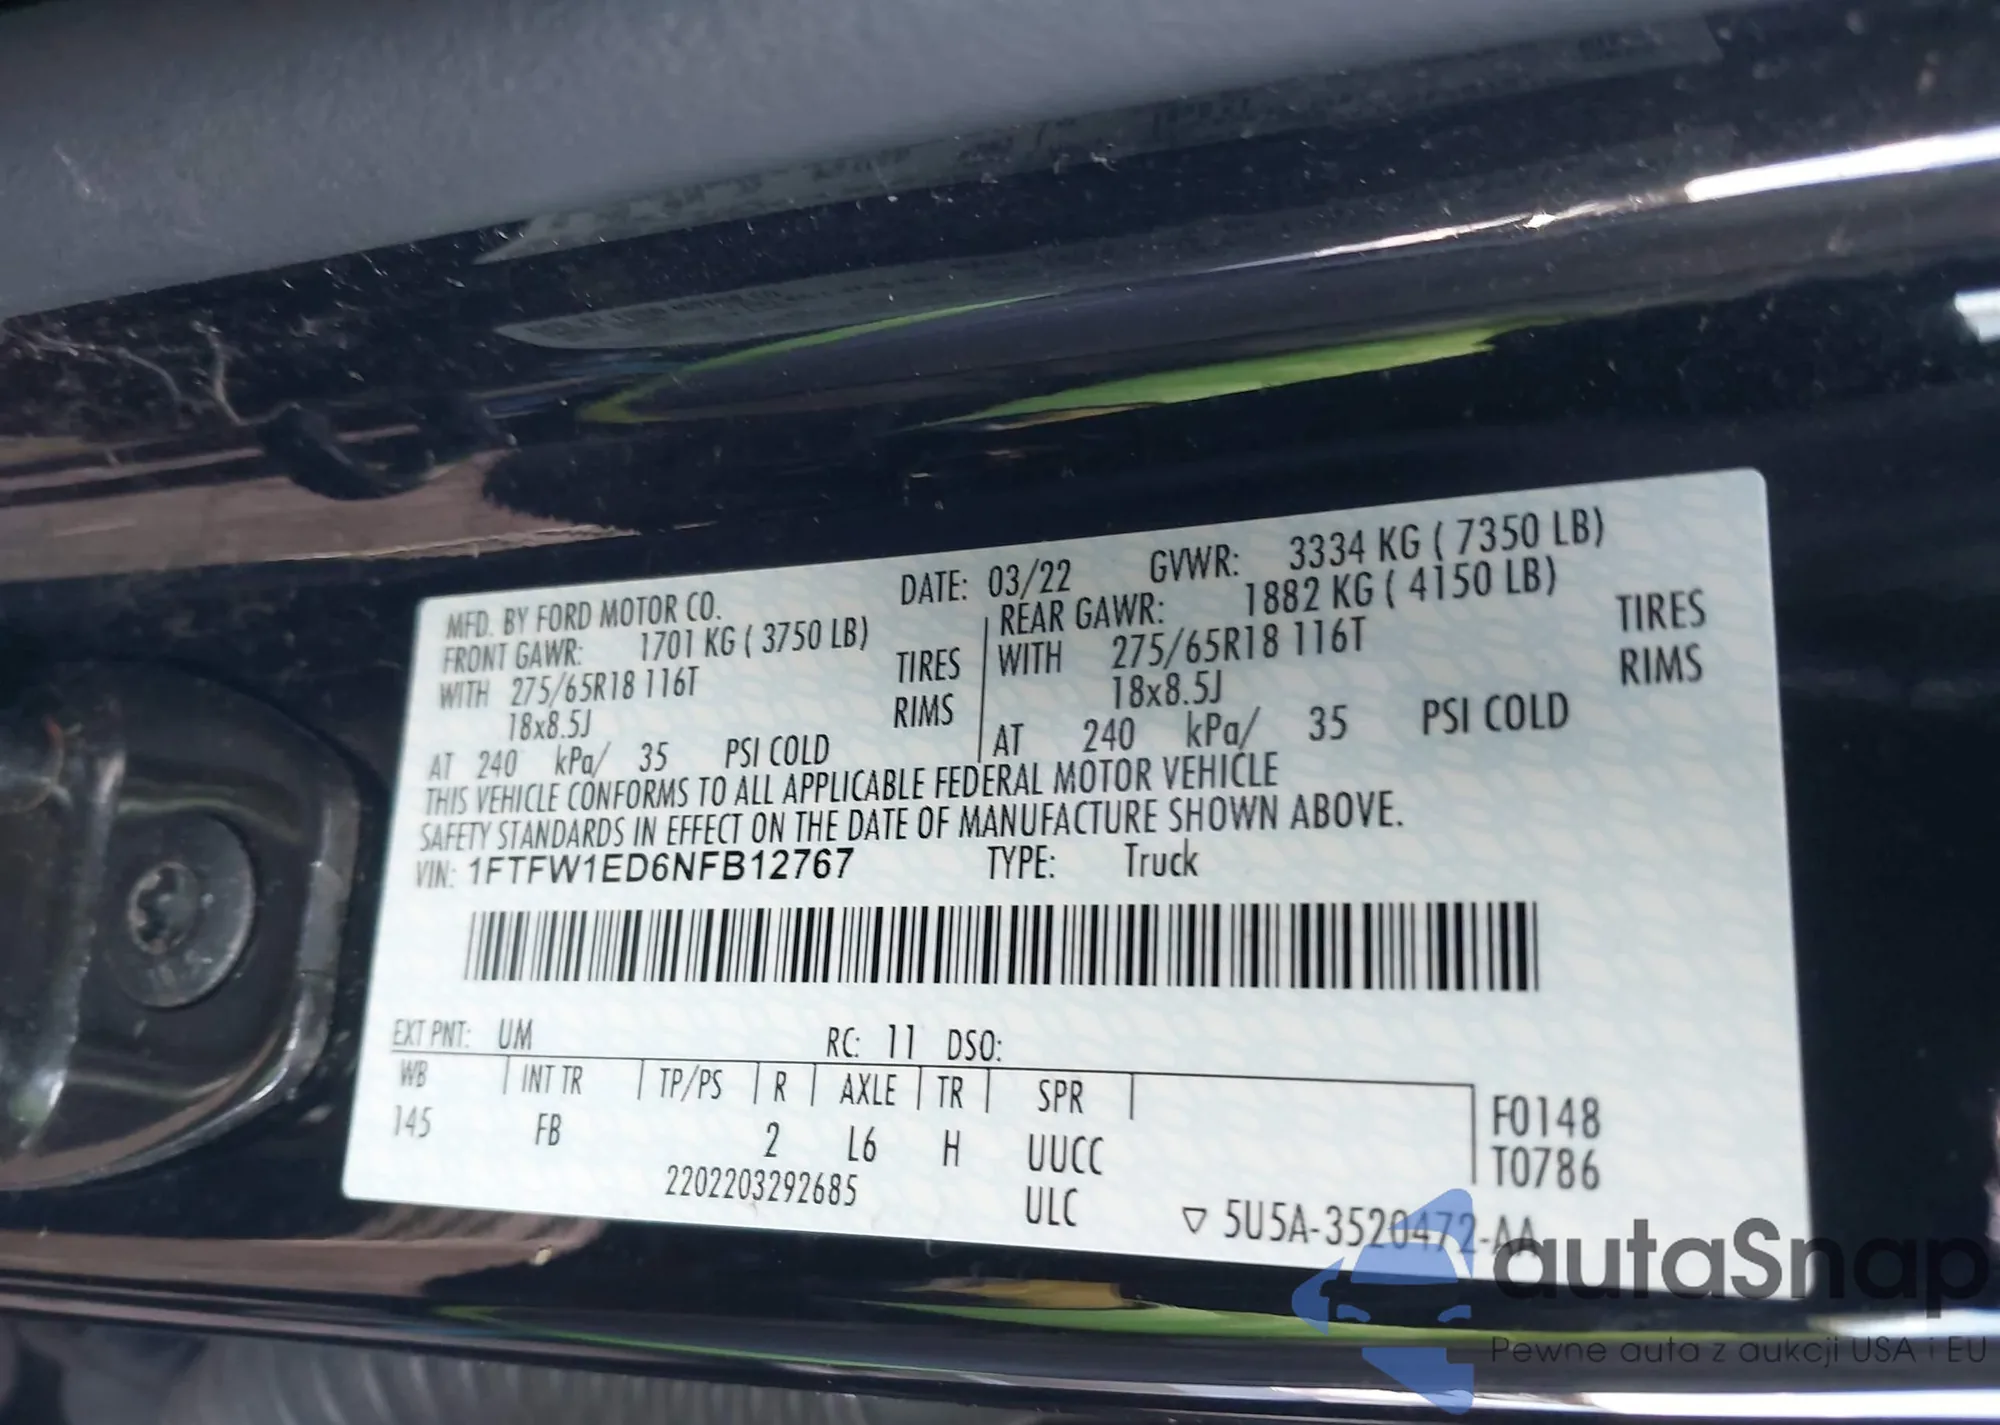 MFD. BY FORD MOTOR CO. DATE: 03/22 GVWR: 3334 KG ( 7350 LB)
FRONT GAWR: 1701 KG ( 3750 LB) REAR GAWR: 1882 KG ( 4150 LB)
WITH 275/65R18 116T TIRES WITH 275/65R18 116T TIRES
18x8.5J RIMS 18x8.5J RIMS
AT 240 kPa/ 35 PSI COLD AT 240 kPa/ 35 PSI COLD
THIS VEHICLE CONFORMS TO ALL APPLICABLE FEDERAL MOTOR VEHICLE
SAFETY STANDARDS IN EFFECT ON THE DATE OF MANUFACTURE SHOWN ABOVE.
VIN: 1FTFW1ED6NFB12767 TYPE: Truck
EXT PNT: UM RC: 11 DSO:
WB INT TR TP/PS R AXLE TR SPR F0148
145 FB 2 L6 H UUCC T0786
2202203292685 ULC ▽ 5U5A-3520472-AA
autaSnap
Pewne auta z aukcji USA i EU